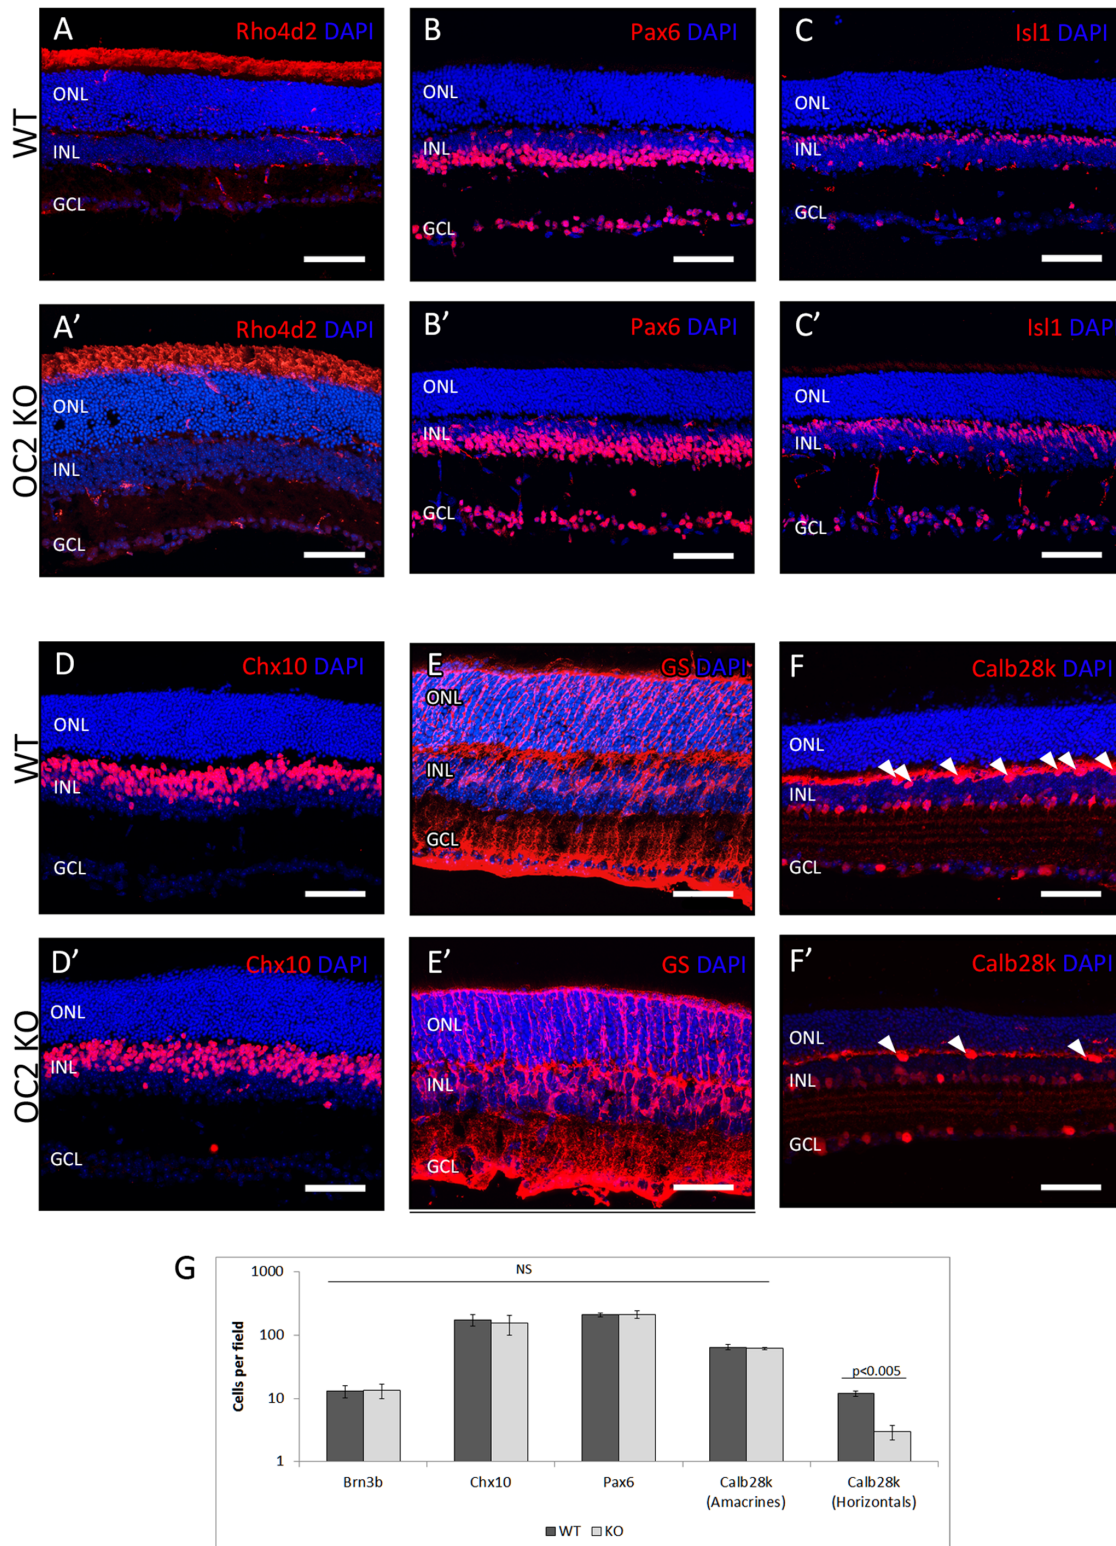 A
Rho4d2 DAPI
ONL
INL
GCL
WT
B
Pax6 DAPI
ONL
INL
GCL
C
Isl1 DAPI
ONL
INL
GCL
A’
Rho4d2 DAPI
ONL
INL
GCL
OC2 KO
B’
Pax6 DAPI
ONL
INL
GCL
C’
Isl1 DAP
ONL
INL
GCL
D
Chx10 DAPI
ONL
INL
GCL
WT
E
GS DAPI
ONL
INL
GCL
F
Calb28k DAPI
ONL
INL
GCL
D’
Chx10 DAPI
ONL
INL
GCL
OC2 KO
E’
GS DAPI
ONL
INL
GCL
F’
Calb28k DAPI
ONL
INL
GCL
G
1000
100
10
1
Cells per field
NS
p<0.005
Brn3b
Chx10
Pax6
Calb28k
(Amacrines)
Calb28k
(Horizontals)
WT KO